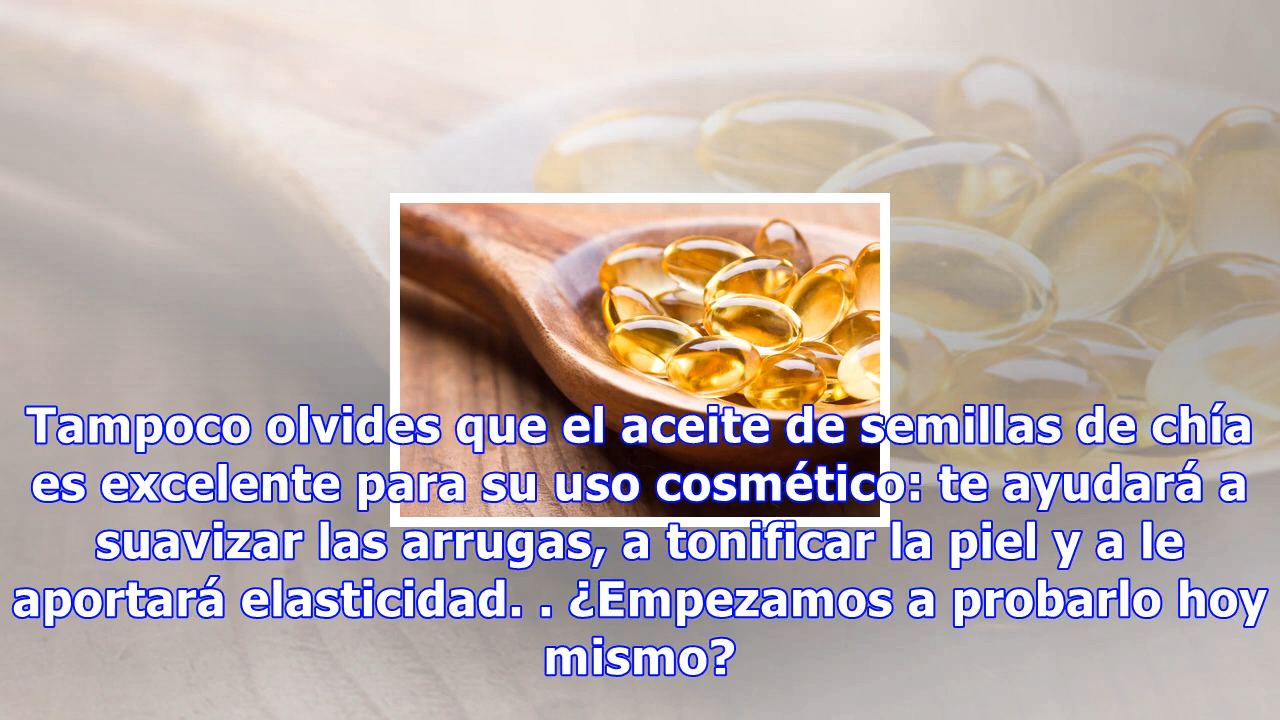 Tampoco olvides que el aceite de semillas de chía
es excelente para su uso cosmético: te ayudará a
suavizar las arrugas, a tonificar la piel y a le
aportará elasticidad. . ¿Empezamos a probarlo hoy
mismo?